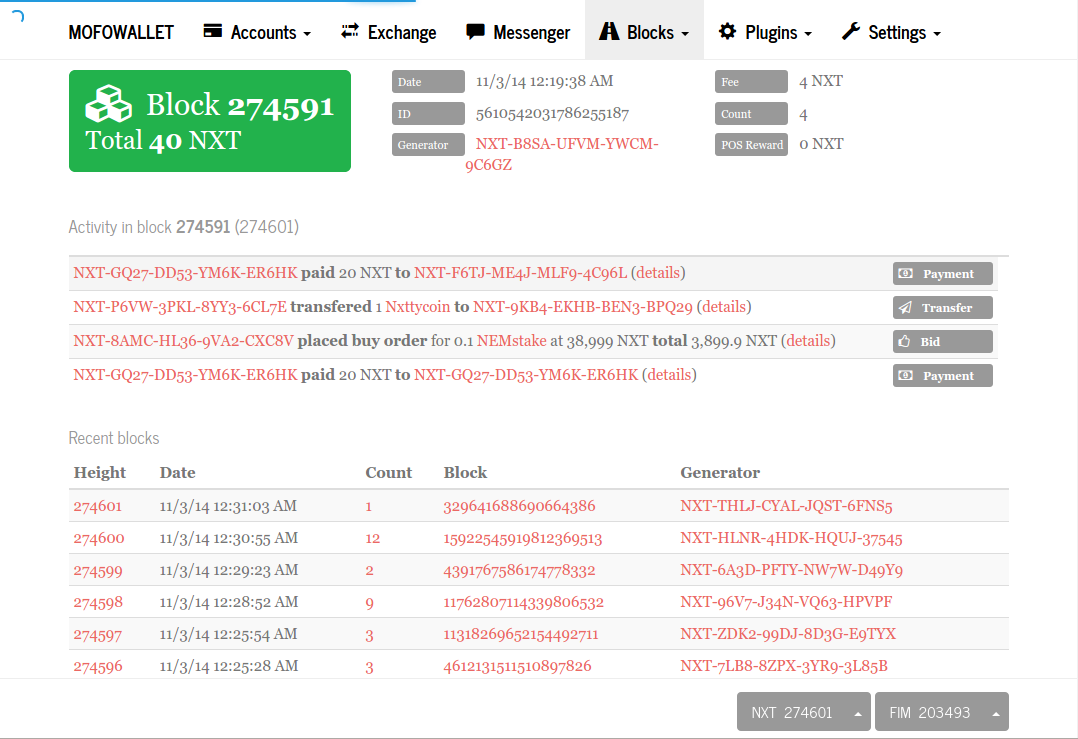 MOFOWALLET Accounts Exchange Messenger Blocks Plugins Settings
Block 274591
Total 40 NXT
Date 11/3/14 12:19:38 AM
ID 5610542031786255187
Generator NXT-B8SA-UFVM-YWCM-
9C6GZ
Fee 4 NXT
Count 4
POS Reward 0 NXT
Activity in block 274591 (274601)
NXT-GQ27-DD53-YM6K-ER6HK paid 20 NXT to NXT-F6TJ-ME4J-MLF9-4C96L (details) Payment
NXT-P6VW-3PKL-8YY3-6CL7E transfered 1 Nxttycoin to NXT-9KB4-EKHB-BEN3-BPQ29 (details) Transfer
NXT-8AMC-HL36-9VA2-CXC8V placed buy order for 0.1 NEMstake at 38,999 NXT total 3,899.9 NXT (details) Bid
NXT-GQ27-DD53-YM6K-ER6HK paid 20 NXT to NXT-GQ27-DD53-YM6K-ER6HK (details) Payment
Recent blocks
Height Date Count Block Generator
274601 11/3/14 12:31:03 AM 1 329641688690664386 NXT-THLJ-CYAL-JQST-6FNS5
274600 11/3/14 12:30:55 AM 12 15922545919812369513 NXT-HLNR-4HDK-HQUJ-37545
274599 11/3/14 12:29:23 AM 2 4391767586174778332 NXT-6A3D-PFTY-NW7W-D49Y9
274598 11/3/14 12:28:52 AM 9 11762807114339806532 NXT-96V7-J34N-VQ63-HPVPF
274597 11/3/14 12:25:54 AM 3 11318269652154492711 NXT-ZDK2-99DJ-8D3G-E9TYX
274596 11/3/14 12:25:28 AM 3 4612131511510897826 NXT-7LB8-8ZPX-3YR9-3L85B
NXT 274601 FIM 203493